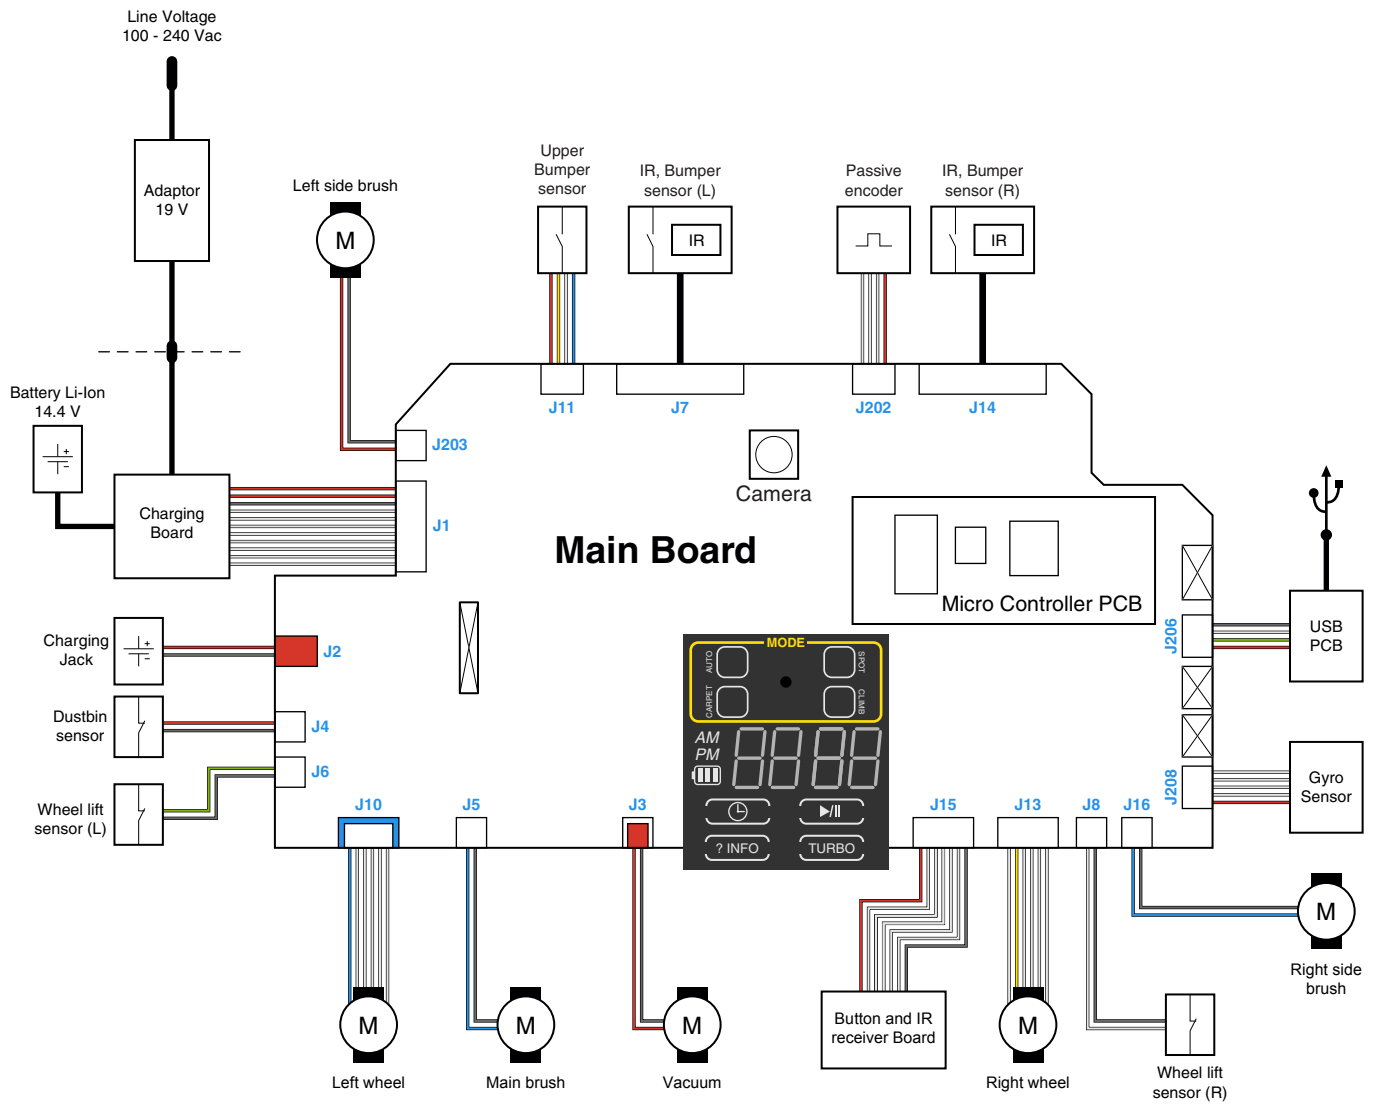 Line Voltage
100 - 240 Vac
Adaptor
19 V
Left side brush
M
Upper
Bumper
sensor
IR, Bumper
sensor (L)
IR
Passive
encoder
IR, Bumper
sensor (R)
IR
Battery Li-Ion
14.4 V
+
−
Charging
Board
J203
J1
J11
J7
J202
J14
Camera
Main Board
Micro Controller PCB
Charging
Jack
+
−
J2
Dustbin
sensor
J4
J6
Wheel lift
sensor (L)
MODE
AUTO
SPOT
CARPET
CLIMB
AM
PM
88 88
? INFO
TURBO
J206
USB
PCB
J208
Gyro
Sensor
J10
J5
J3
J15
J13
J8
J16
M
Right side
brush
M
Left wheel
M
Main brush
M
Vacuum
Button and IR
receiver Board
M
Right wheel
Wheel lift
sensor (R)